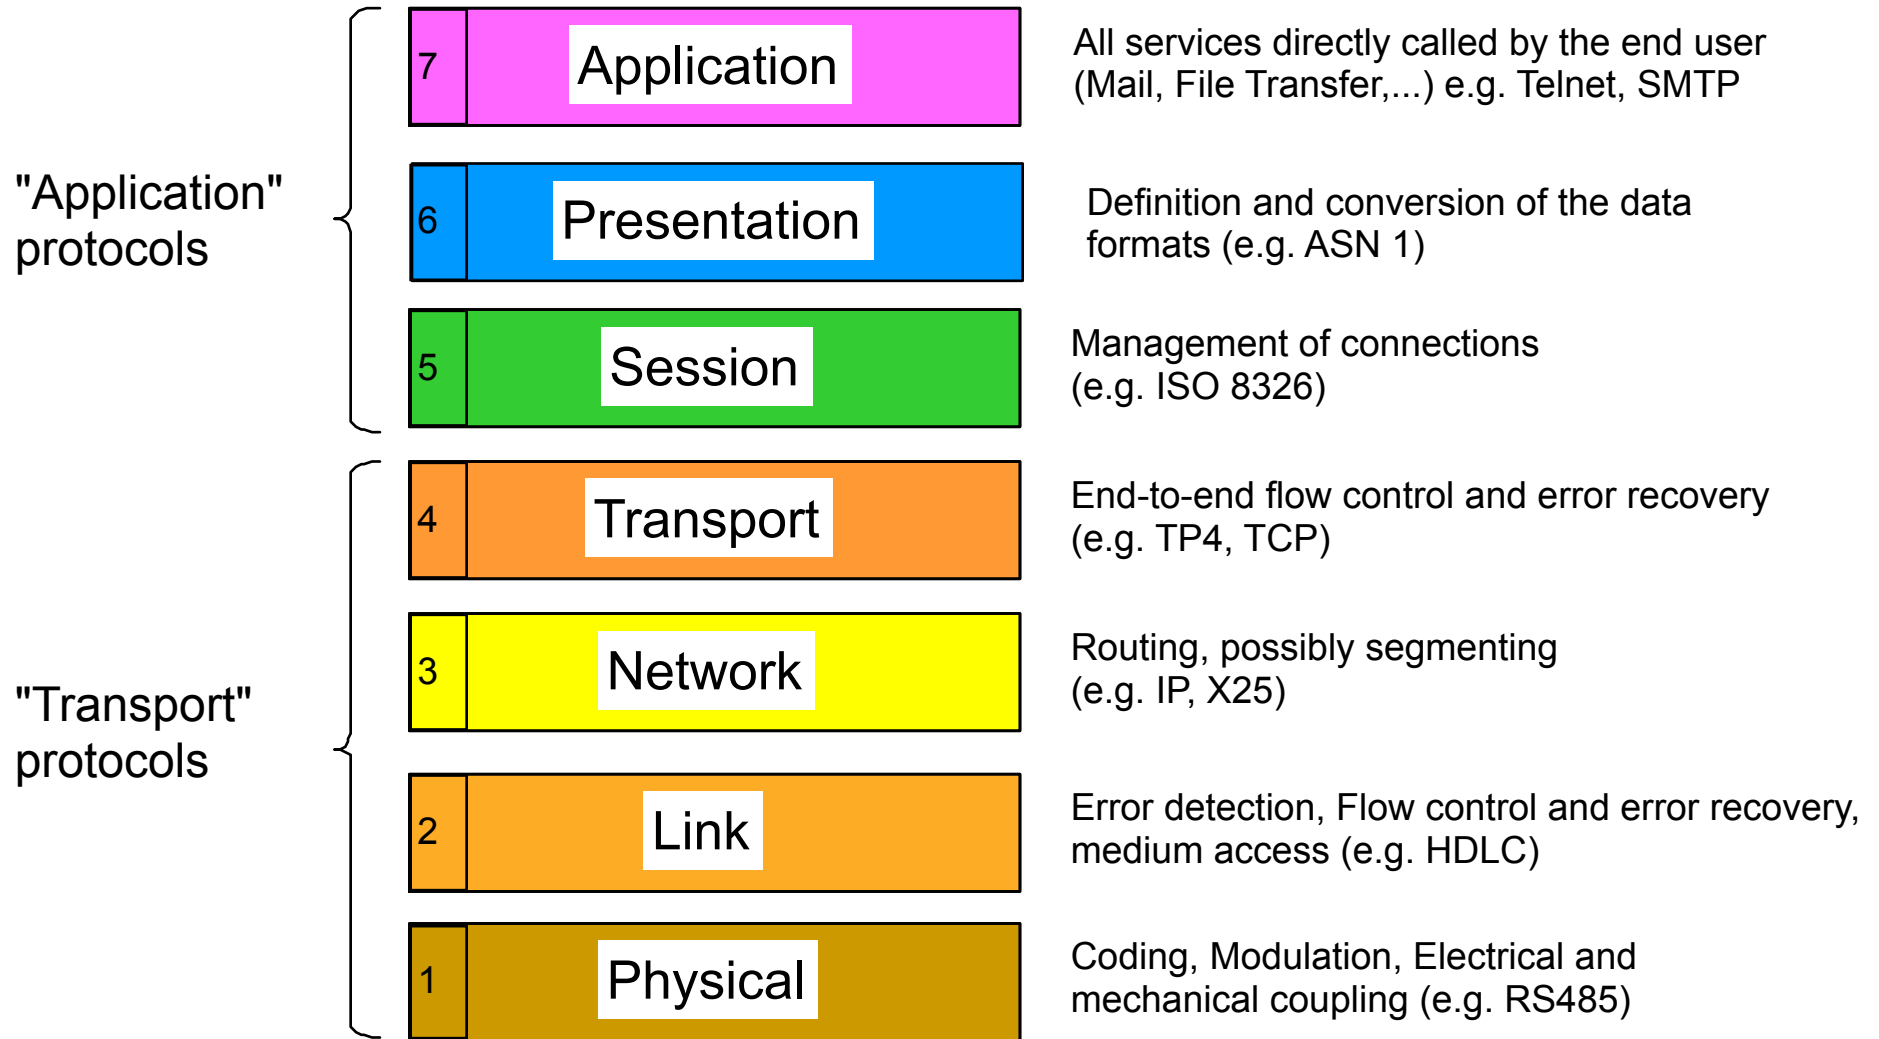 "Application"
protocols
7
Application
All services directly called by the end user
(Mail, File Transfer,...) e.g. Telnet, SMTP
6
Presentation
Definition and conversion of the data
formats (e.g. ASN 1)
5
Session
Management of connections
(e.g. ISO 8326)
"Transport"
protocols
4
Transport
End-to-end flow control and error recovery
(e.g. TP4, TCP)
3
Network
Routing, possibly segmenting
(e.g. IP, X25)
2
Link
Error detection, Flow control and error recovery,
medium access (e.g. HDLC)
1
Physical
Coding, Modulation, Electrical and
mechanical coupling (e.g. RS485)